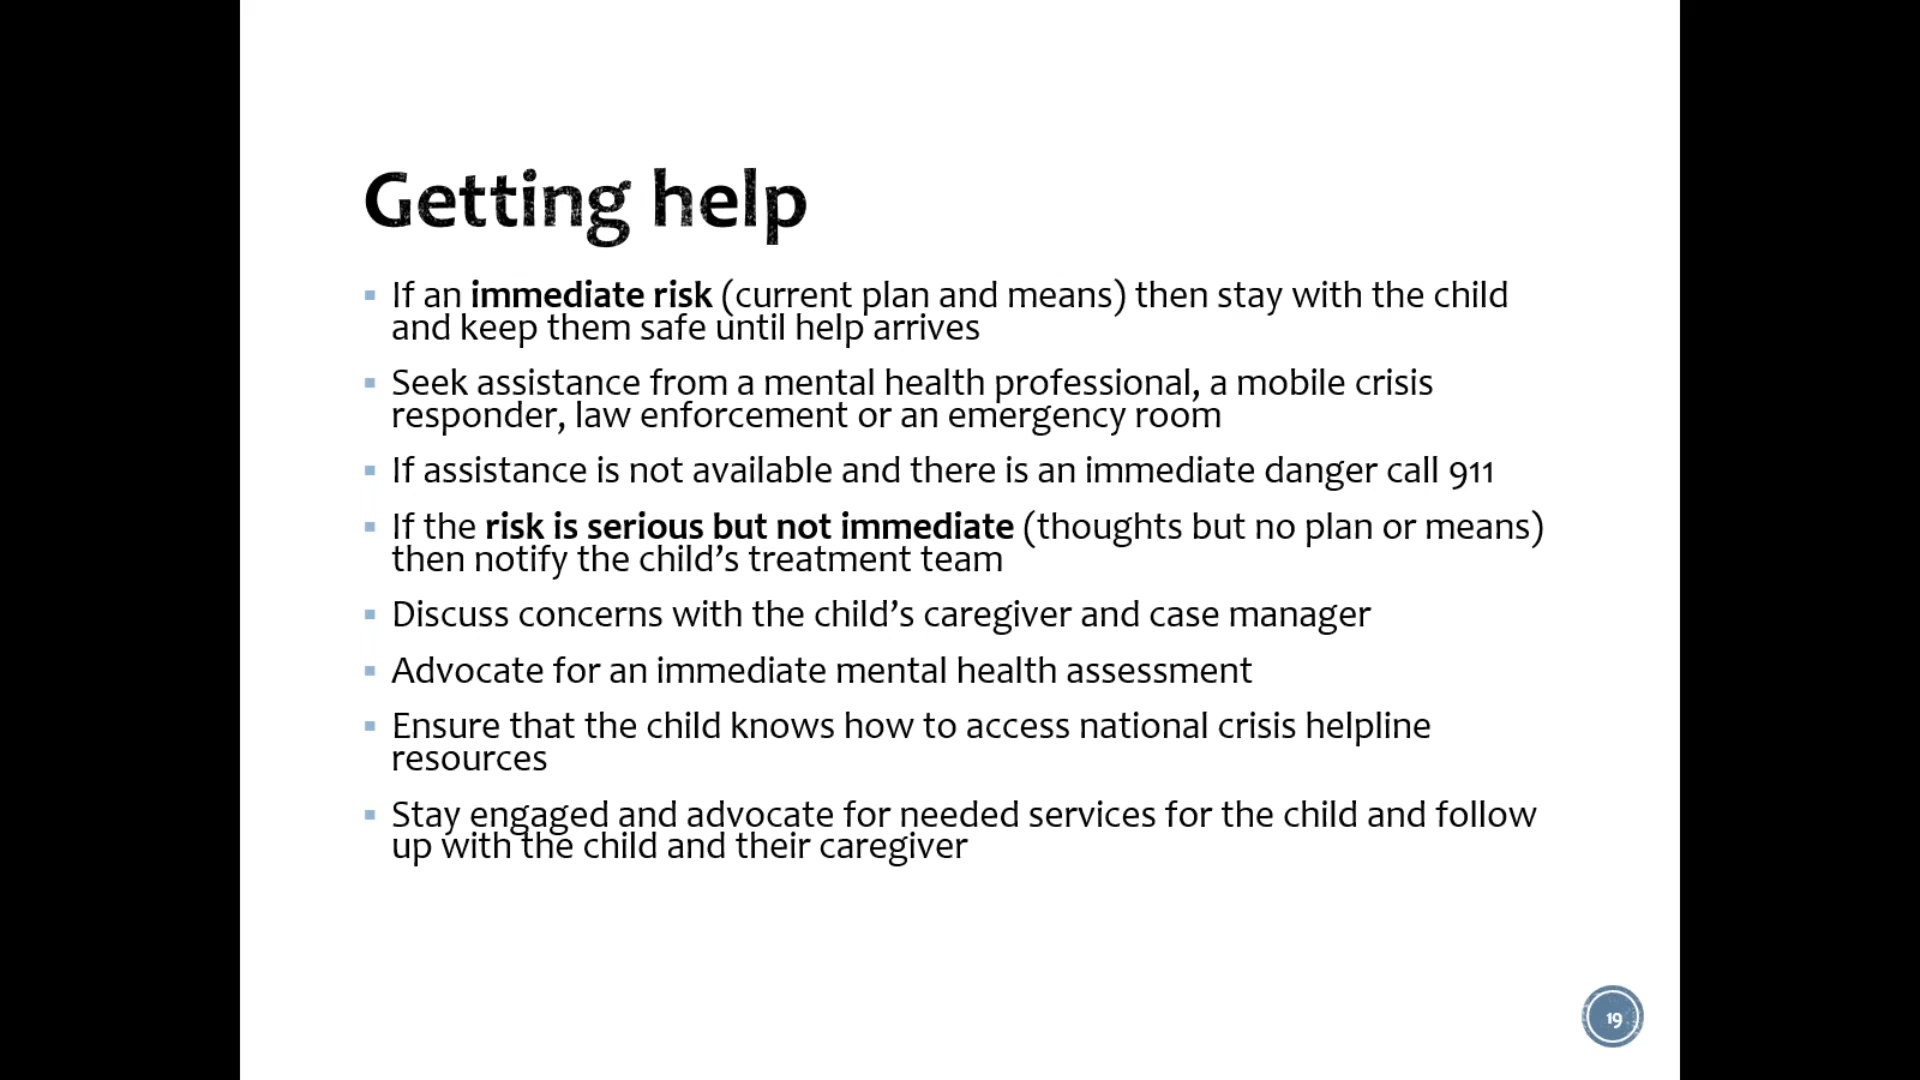 Getting help
▪ If an immediate risk (current plan and means) then stay with the child
and keep them safe until help arrives
▪ Seek assistance from a mental health professional, a mobile crisis
responder, law enforcement or an emergency room
▪ If assistance is not available and there is an immediate danger call 911
▪ If the risk is serious but not immediate (thoughts but no plan or means)
then notify the child’s treatment team
▪ Discuss concerns with the child’s caregiver and case manager
▪ Advocate for an immediate mental health assessment
▪ Ensure that the child knows how to access national crisis helpline
resources
▪ Stay engaged and advocate for needed services for the child and follow
up with the child and their caregiver
19